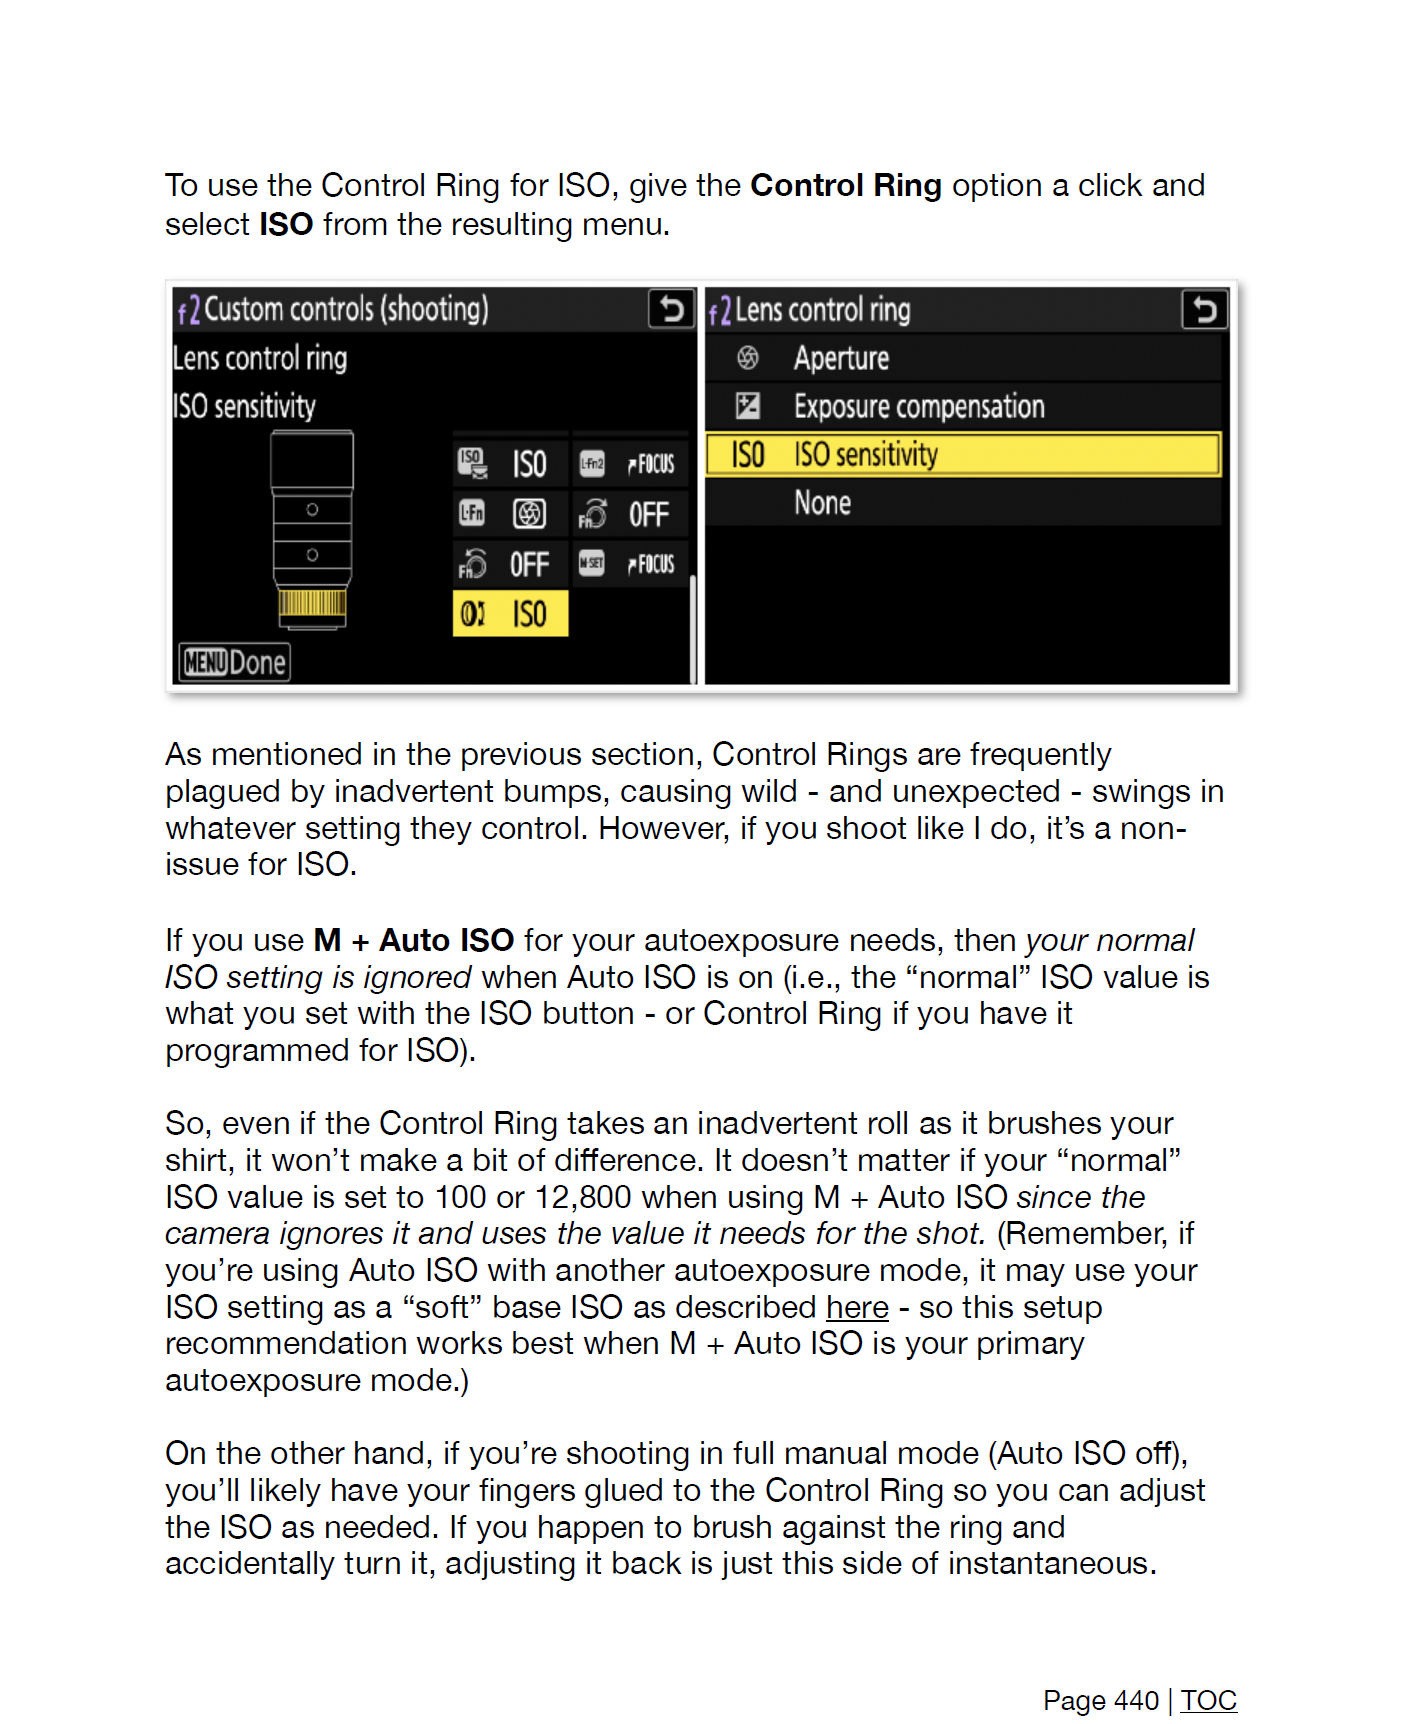 To use the Control Ring for ISO, give the Control Ring option a click and
select ISO from the resulting menu.
f2 Custom controls (shooting)
Lens control ring
ISO sensitivity
ISO ISO L-Fn2 FOCUS
L-Fn Fn OFF
Fn OFF M-SET FOCUS
ISO
MENU Done
f2 Lens control ring
Aperture
Exposure compensation
ISO ISO sensitivity
None
As mentioned in the previous section, Control Rings are frequently
plagued by inadvertent bumps, causing wild - and unexpected - swings in
whatever setting they control. However, if you shoot like I do, it’s a non-
issue for ISO.
If you use M + Auto ISO for your autoexposure needs, then your normal
ISO setting is ignored when Auto ISO is on (i.e., the “normal” ISO value is
what you set with the ISO button - or Control Ring if you have it
programmed for ISO).
So, even if the Control Ring takes an inadvertent roll as it brushes your
shirt, it won’t make a bit of difference. It doesn’t matter if your “normal”
ISO value is set to 100 or 12,800 when using M + Auto ISO since the
camera ignores it and uses the value it needs for the shot. (Remember, if
you’re using Auto ISO with another autoexposure mode, it may use your
ISO setting as a “soft” base ISO as described here - so this setup
recommendation works best when M + Auto ISO is your primary
autoexposure mode.)
On the other hand, if you’re shooting in full manual mode (Auto ISO off),
you’ll likely have your fingers glued to the Control Ring so you can adjust
the ISO as needed. If you happen to brush against the ring and
accidentally turn it, adjusting it back is just this side of instantaneous.
Page 440 | TOC